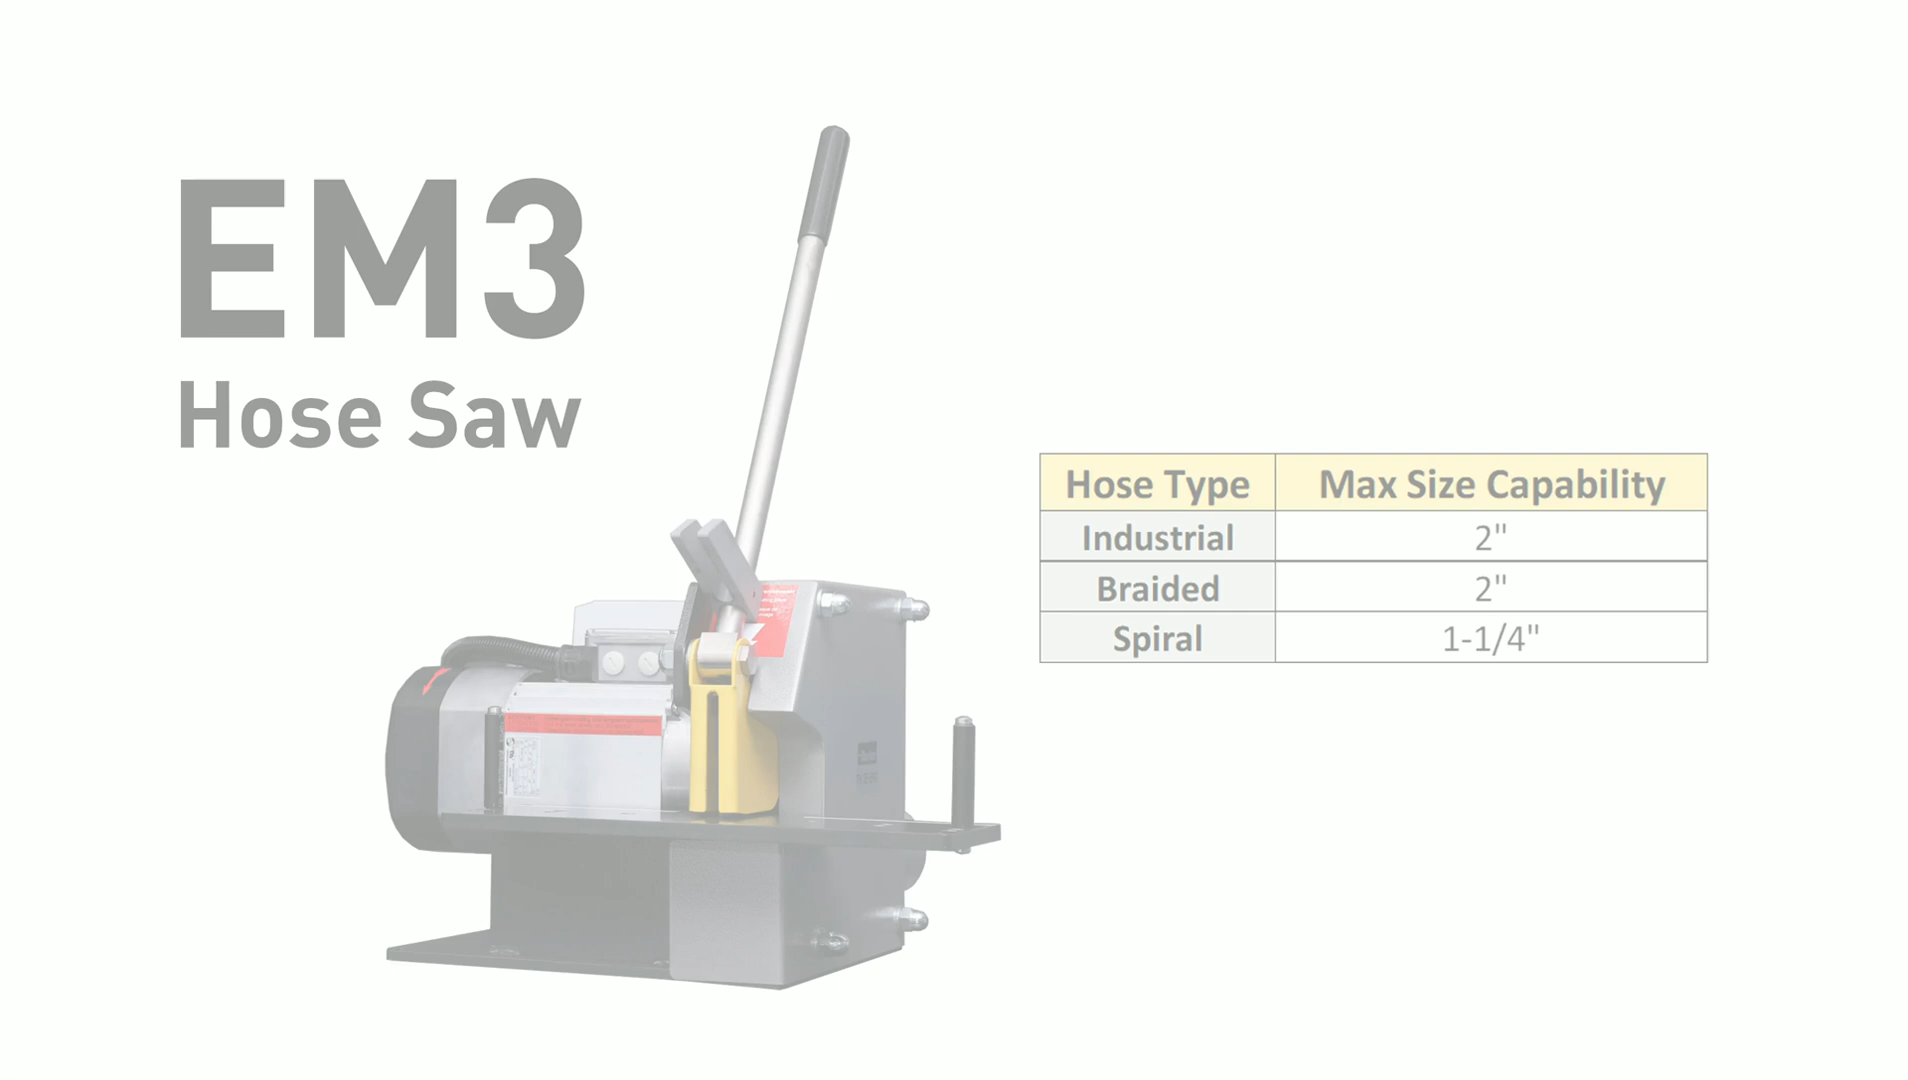 EM3
Hose Saw
Hose Type Max Size Capability
Industrial 2"
Braided 2"
Spiral 1-1/4"